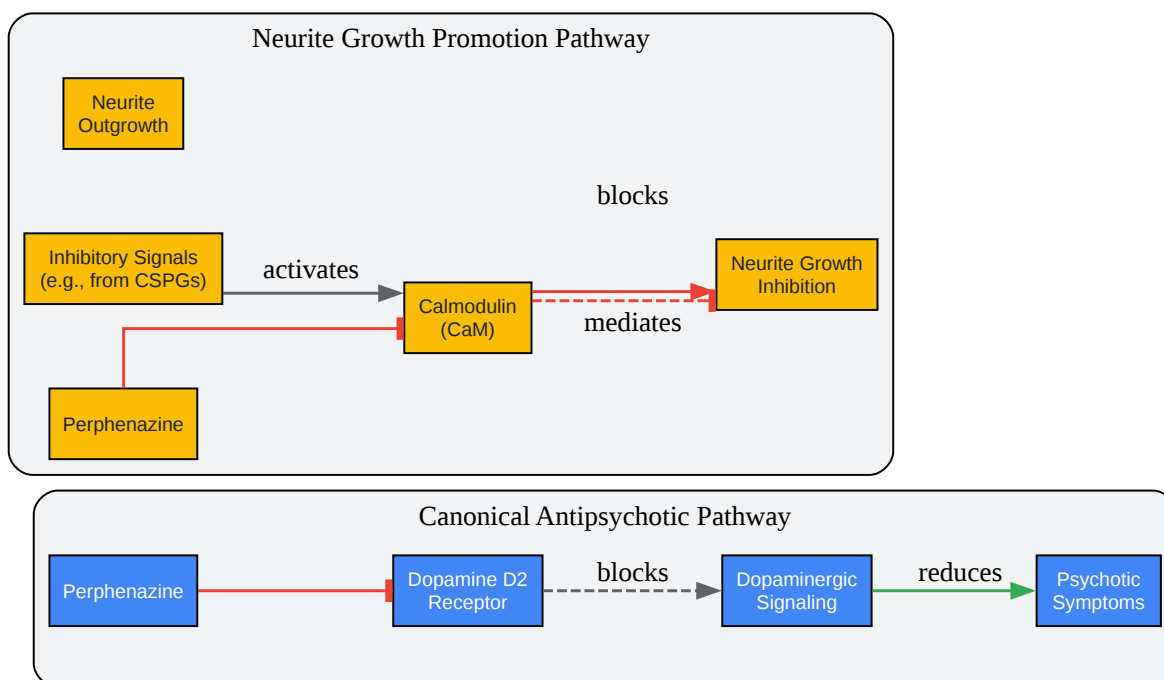 Neurite Growth Promotion Pathway
Neurite
Outgrowth
blocks
Inhibitory Signals
(e.g., from CSPGs)
activates
Calmodulin
(CaM)
mediates
Neurite Growth
Inhibition
Perphenazine
Canonical Antipsychotic Pathway
Perphenazine
Dopamine D2
Receptor
blocks
Dopaminergic
Signaling
reduces
Psychotic
Symptoms